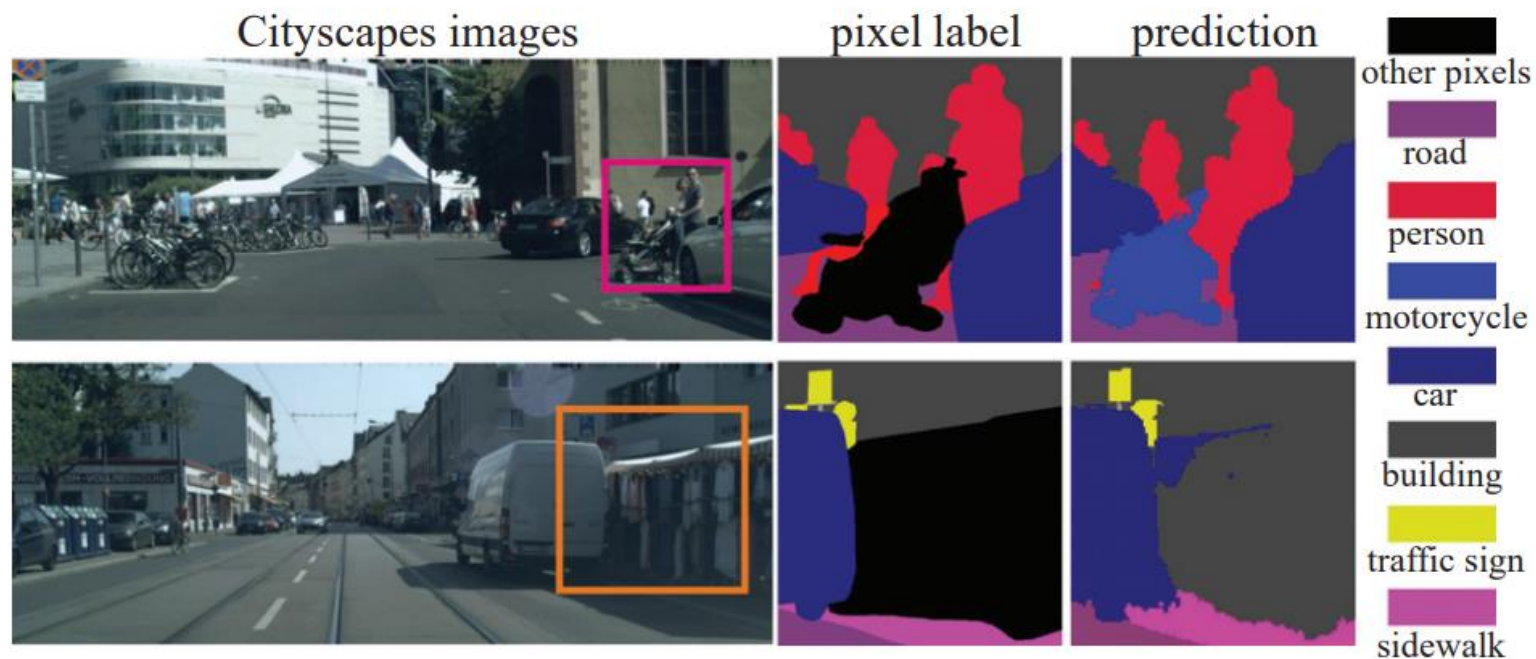 Cityscapes images
pixel label
prediction
other pixels
road
person
motorcycle
car
building
traffic sign
sidewalk